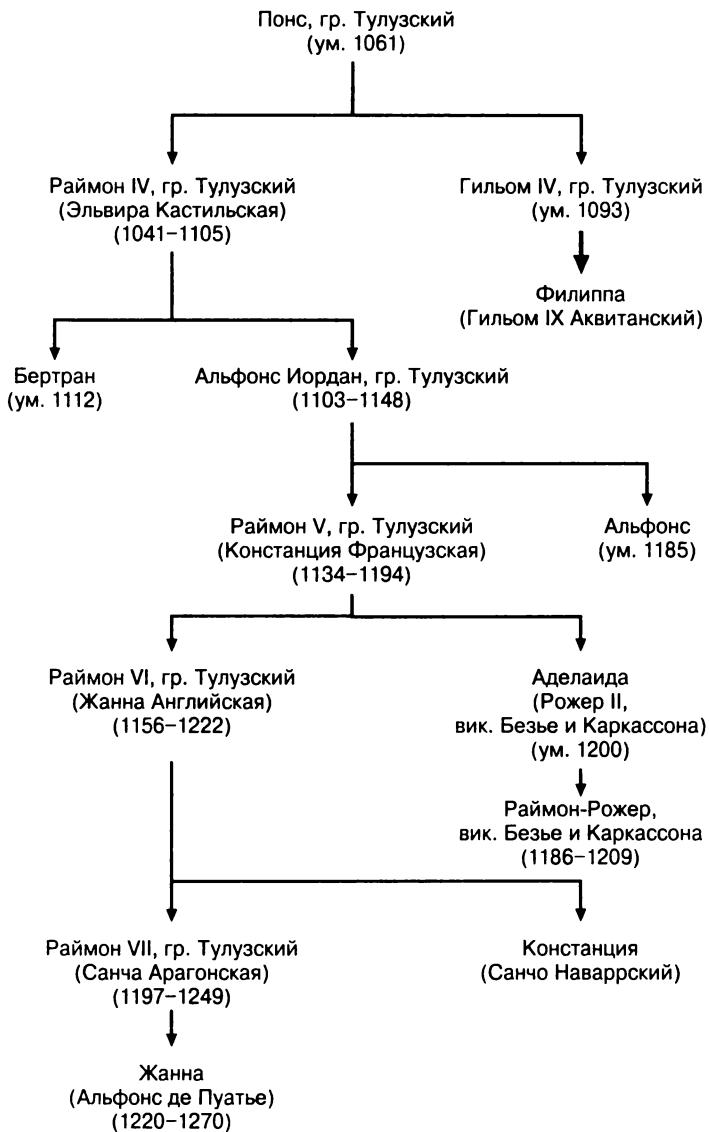 Понс, гр. Тулузский
(ум. 1061)
Раймон IV, гр. Тулузский
(Эльвира Кастильская)
(1041–1105)
Гильом IV, гр. Тулузский
(ум. 1093)
Филиппа
(Гильом IX Аквитанский)
Бертран
(ум. 1112)
Альфонс Иордан, гр. Тулузский
(1103–1148)
Раймон V, гр. Тулузский
(Констанция Французская)
(1134–1194)
Альфонс
(ум. 1185)
Раймон VI, гр. Тулузский
(Жанна Английская)
(1156–1222)
Аделаида
(Рожер II,
вик. Безье и Каркассона)
(ум. 1200)
Раймон-Рожер,
вик. Безье и Каркассона
(1186–1209)
Раймон VII, гр. Тулузский
(Санча Арагонская)
(1197–1249)
Констанция
(Санчо Наваррский)
Жанна
(Альфонс де Пуатье)
(1220–1270)